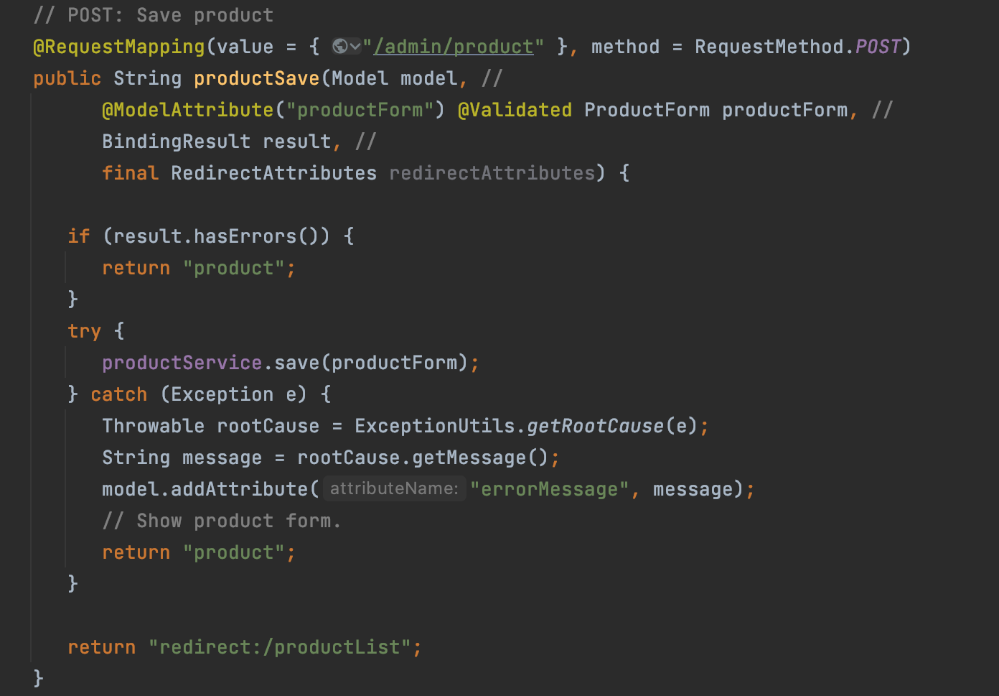 // POST: Save product
@RequestMapping(value = { "/admin/product" }, method = RequestMethod.POST)
public String productSave(Model model, //
@ModelAttribute("productForm") @Validated ProductForm productForm, //
BindingResult result, //
final RedirectAttributes redirectAttributes) {
if (result.hasErrors()) {
return "product";
}
try {
productService.save(productForm);
} catch (Exception e) {
Throwable rootCause = ExceptionUtils.getRootCause(e);
String message = rootCause.getMessage();
model.addAttribute( attributeName: "errorMessage", message);
// Show product form.
return "product";
}
return "redirect:/productList";
}